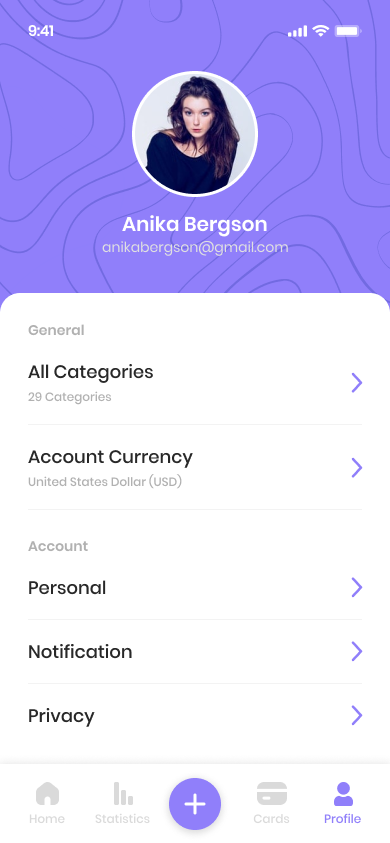 9:41
Anika Bergson
anikabergson@gmail.com
General
All Categories
29 Categories
Account Currency
United States Dollar (USD)
Account
Personal
Notification
Privacy
Home Statistics Cards Profile